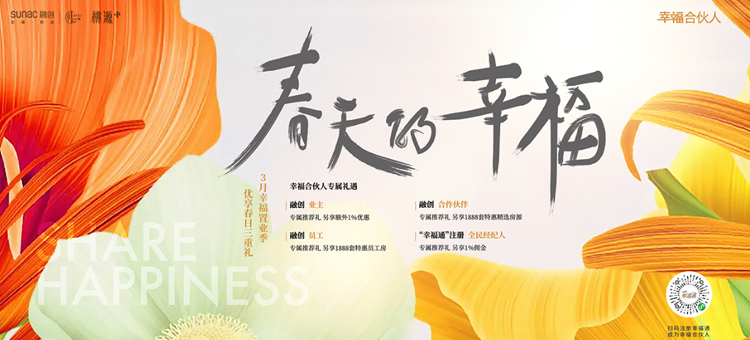 sunac 融创
桃源卡
幸福合伙人
春天的幸福
3月幸福置业季
优享春日三重礼
幸福合伙人专属礼遇
融创 业主
专属推荐礼 另享额外1%优惠
融创 合作伙伴
专属推荐礼 另享1888套特惠精选房源
融创 员工
专属推荐礼 另享1888套特惠员工房
“幸福通”注册 全民经纪人
专属推荐礼 另享1%佣金
SHARE
HAPPINESS
扫码注册幸福通
成为幸福合伙人